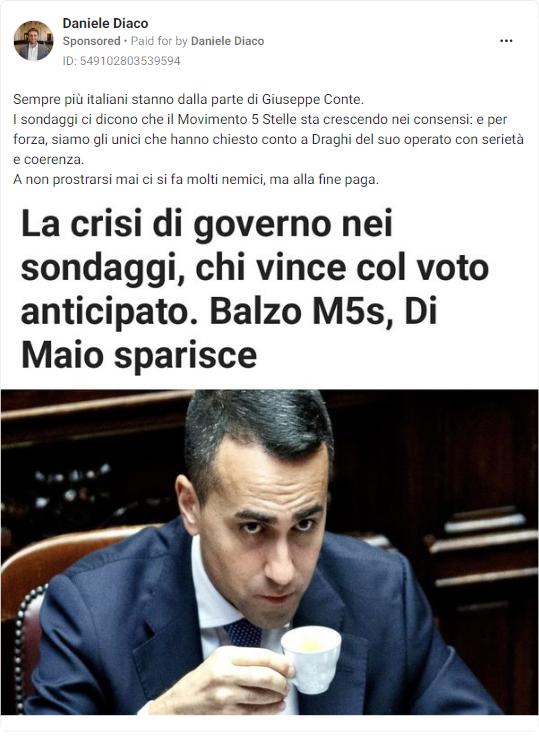 Daniele Diaco
Sponsored • Paid for by Daniele Diaco
ID: 549102803539594
Sempre più italiani stanno dalla parte di Giuseppe Conte.
I sondaggi ci dicono che il Movimento 5 Stelle sta crescendo nei consensi: e per
forza, siamo gli unici che hanno chiesto conto a Draghi del suo operato con serietà
e coerenza.
A non prostrarsi mai ci si fa molti nemici, ma alla fine paga.
La crisi di governo nei
sondaggi, chi vince col voto
anticipato. Balzo M5s, Di
Maio sparisce